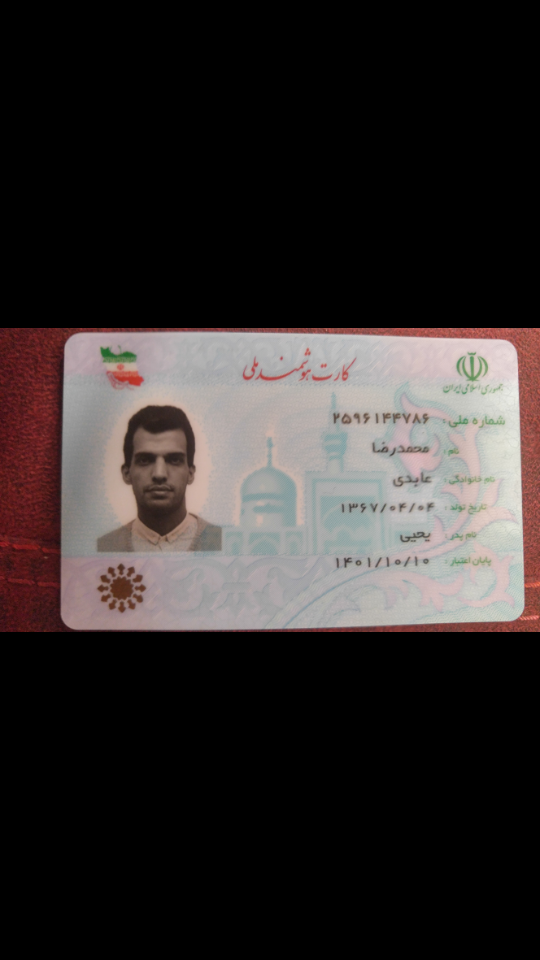 کارت هوشمند ملی
جمهوری اسلامی ایران
شماره ملی : ۲۵۹۶۱۴۴۷۸۶
نام : محمدرضا
نام خانوادگی : عابدی
تاریخ تولد : ۱۳۶۷/۰۴/۰۴
نام پدر : یحیی
پایان اعتبار : ۱۴۰۱/۱۰/۱۰